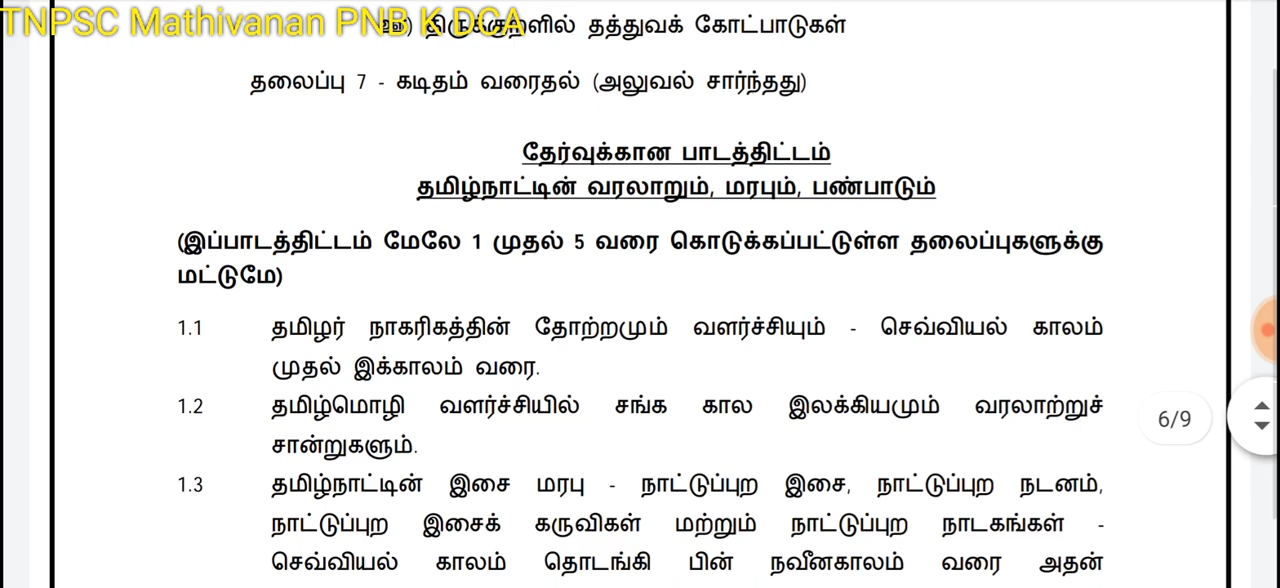 TNPSC Mathivanan PNB K DCA
திருக்குறளில் தத்துவக் கோட்பாடுகள்
தலைப்பு 7 - கடிதம் வரைதல் (அலுவல் சார்ந்தது)
தேர்வுக்கான பாடத்திட்டம்
தமிழ்நாட்டின் வரலாறும், மரபும், பண்பாடும்
(இப்பாடத்திட்டம் மேலே 1 முதல் 5 வரை கொடுக்கப்பட்டுள்ள தலைப்புகளுக்கு
மட்டுமே)
1.1 தமிழர் நாகரிகத்தின் தோற்றமும் வளர்ச்சியும் - செவ்வியல் காலம்
முதல் இக்காலம் வரை.
1.2 தமிழ்மொழி வளர்ச்சியில் சங்க கால இலக்கியமும் வரலாற்றுச்
சான்றுகளும்.
6/9
1.3 தமிழ்நாட்டின் இசை மரபு - நாட்டுப்புற இசை, நாட்டுப்புற நடனம்,
நாட்டுப்புற இசைக் கருவிகள் மற்றும் நாட்டுப்புற நாடகங்கள் -
செவ்வியல் காலம் தொடங்கி பின் நவீனகாலம் வரை அதன்